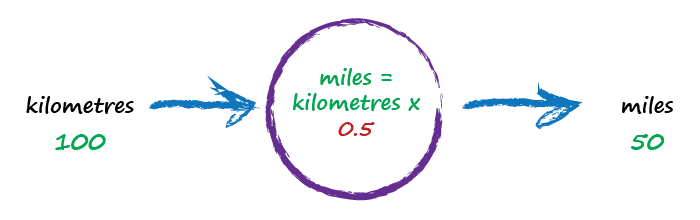 kilometres
100
miles =
kilometres x
0.5
miles
50